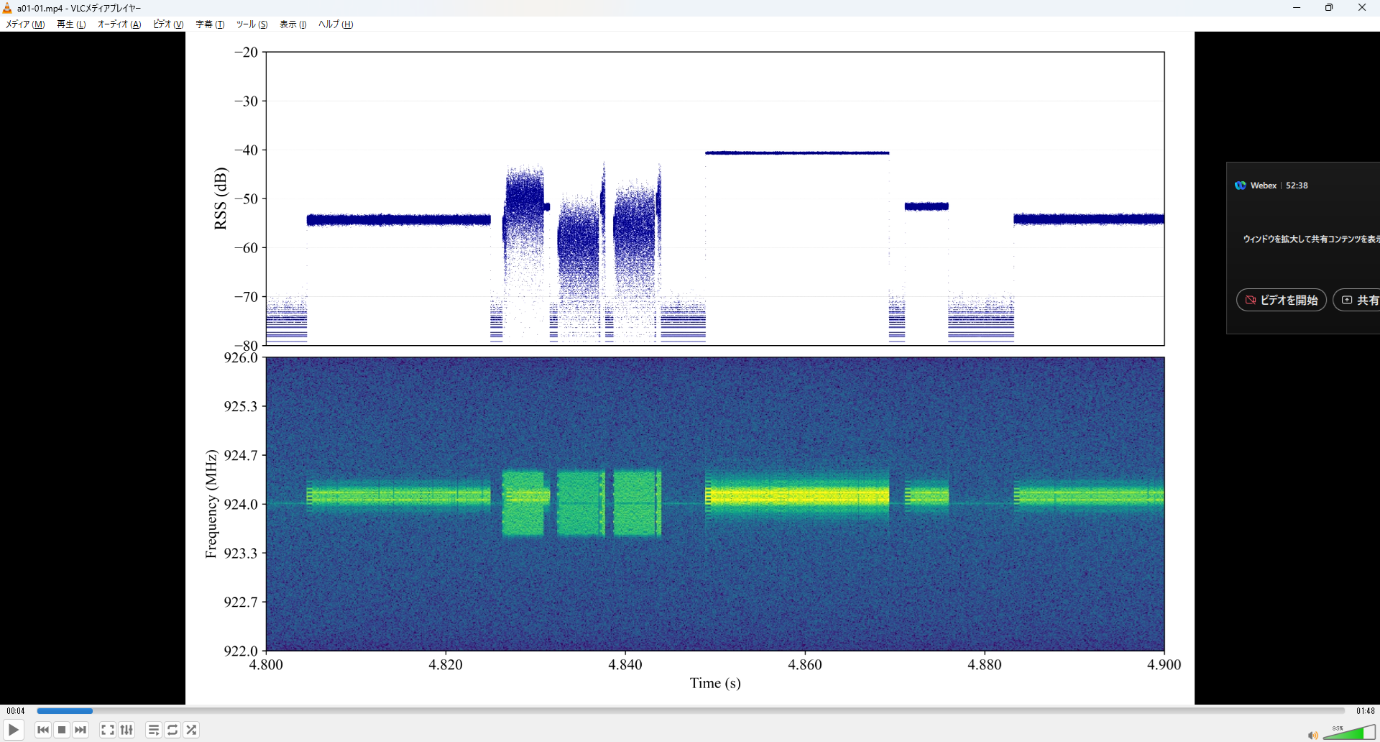 a01-01.mp4 - VLCメディアプレイヤー
メディア(M) 再生(L) オーディオ(A) ビデオ(V) 字幕(T) ツール(S) 表示(I) ヘルプ(H)
−20
−30
−40
−50
−60
−70
−80
RSS (dB)
Webex | 52:38
ウィンドウを拡大して共有コンテンツを表示
ビデオを開始
共有
926.0
925.3
924.7
924.0
923.3
922.7
922.0
Frequency (MHz)
4.800 4.820 4.840 4.860 4.880 4.900
Time (s)
00:04
01:48
95%